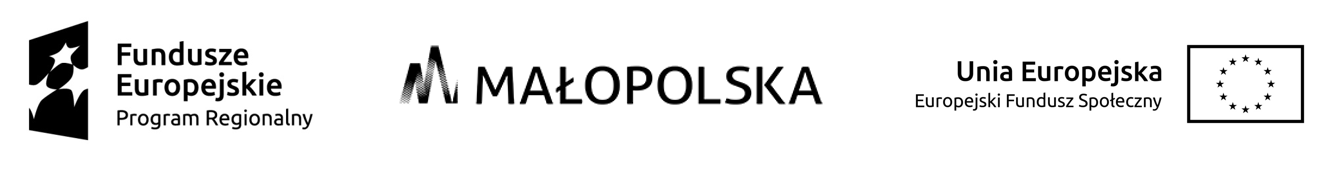 Fundusze
Europejskie
Program Regionalny
MAŁOPOLSKA
Unia Europejska
Europejski Fundusz Społeczny